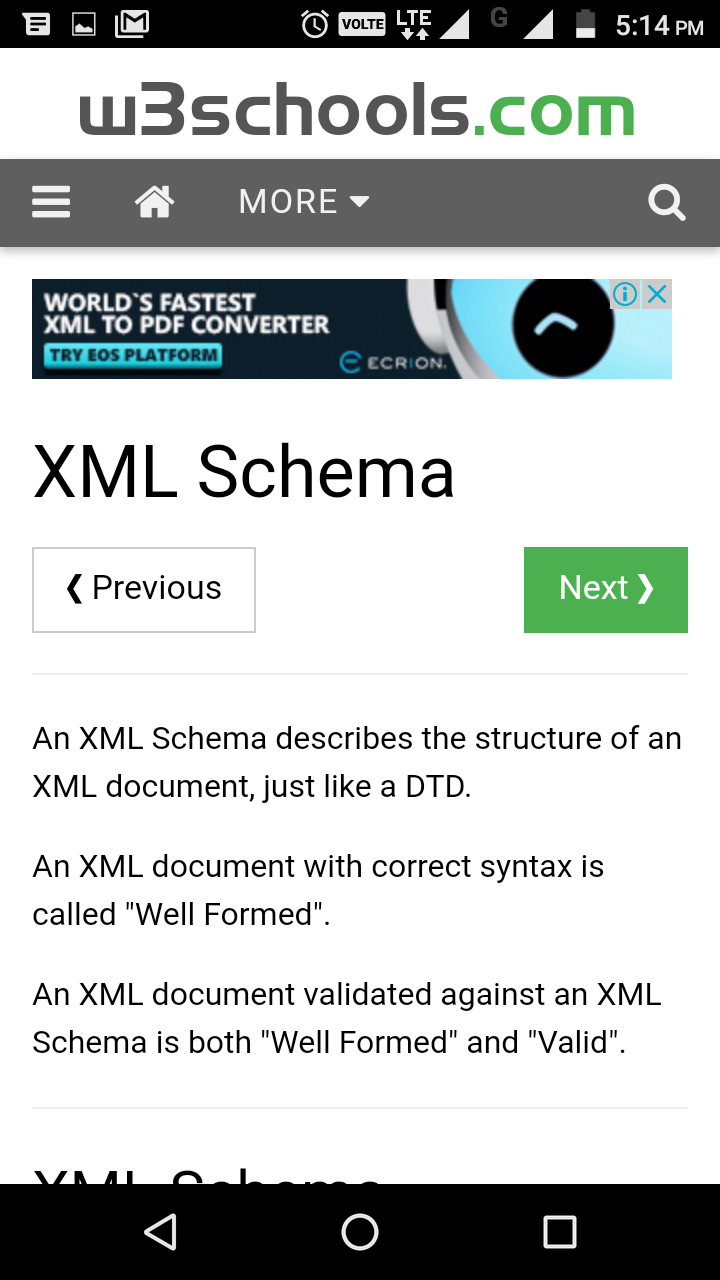 VOLTE LTE G 5:14 PM
w3schools.com
MORE
WORLD`S FASTEST
XML TO PDF CONVERTER
TRY EOS PLATFORM
ECRION.
XML Schema
❮ Previous
Next ❯
An XML Schema describes the structure of an
XML document, just like a DTD.
An XML document with correct syntax is
called "Well Formed".
An XML document validated against an XML
Schema is both "Well Formed" and "Valid".
XML Schema